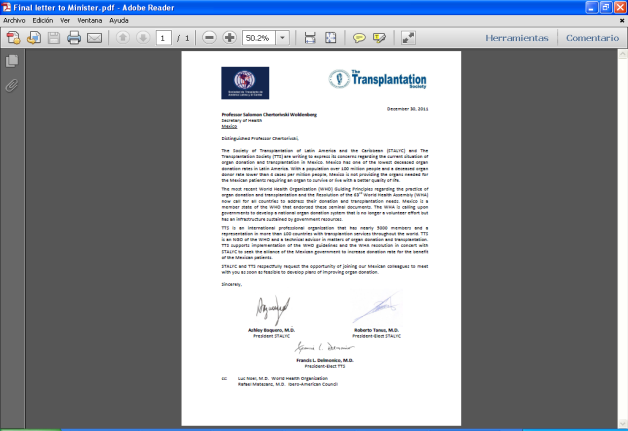 Final letter to Minister.pdf - Adobe Reader
Archivo Edición Ver Ventana Ayuda
1 / 1 50.2% Herramientas Comentario
The
Transplantation
Society
December 30, 2011
Professor Salomon Chertorivski Woldenberg
Secretary of Health
Mexico
Distinguished Professor Chertorivski,
The Society of Transplantation of Latin America and the Caribbean (STALYC) and The
Transplantation Society (TTS) are writing to express its concerns regarding the current situation of
organ donation and transplantation in Mexico. Mexico has one of the lowest deceased organ
donation rates in Latin America. With a population over 100 million people and a deceased organ
donor rate lower than 4 cases per million people, Mexico is not providing the organs needed for
the Mexican patients requiring an organ to survive or live with a better quality of life.
The most recent World Health Organization (WHO) Guiding Principles regarding the practice of
organ donation and transplantation and the Resolution of the 63rd World Health Assembly (WHA)
now call for all countries to address their donation and transplantation needs. Mexico is a
member state of the WHO that endorsed these seminal documents. The WHA is calling upon
governments to develop a national organ donation system that is no longer a volunteer effort but
has an infrastructure sustained by government resources.
TTS is an international professional organization that has nearly 5000 members and a
representation in more than 100 countries with transplantation services throughout the world. TTS
is an NGO of the WHO and a technical advisor in matters of organ donation and transplantation.
TTS supports implementation of the WHO guidelines and the WHA resolution in concert with
STALYC to seek the alliance of the Mexican government to increase donation rate for the benefit
of the Mexican patients.
STALYC and TTS respectfully request the opportunity of joining our Mexican colleagues to meet
with you as soon as feasible to develop plans of improving organ donation.
Sincerely,
Ashley Baquero, M.D. Roberto Tanus, M.D.
President STALYC President-Elect STALYC
Francis L. Delmonico, M.D.
President-Elect TTS
cc: Luc Noel, M.D. World Health Organization
Rafael Matesanz, M.D. Ibero-American Council